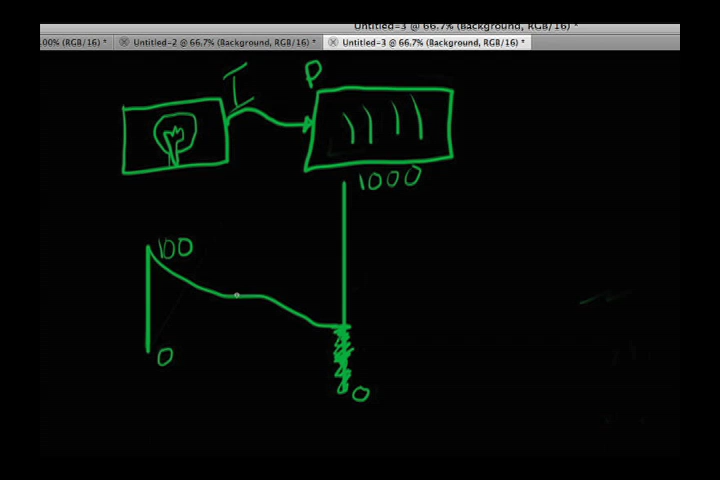 Untitled-3 @ 66.7% (Background, RGB/16) *
.00% (RGB/16) * Untitled-2 @ 66.7% (Background, RGB/16) * Untitled-3 @ 66.7% (Background, RGB/16) *
I P
1000
100
0
0